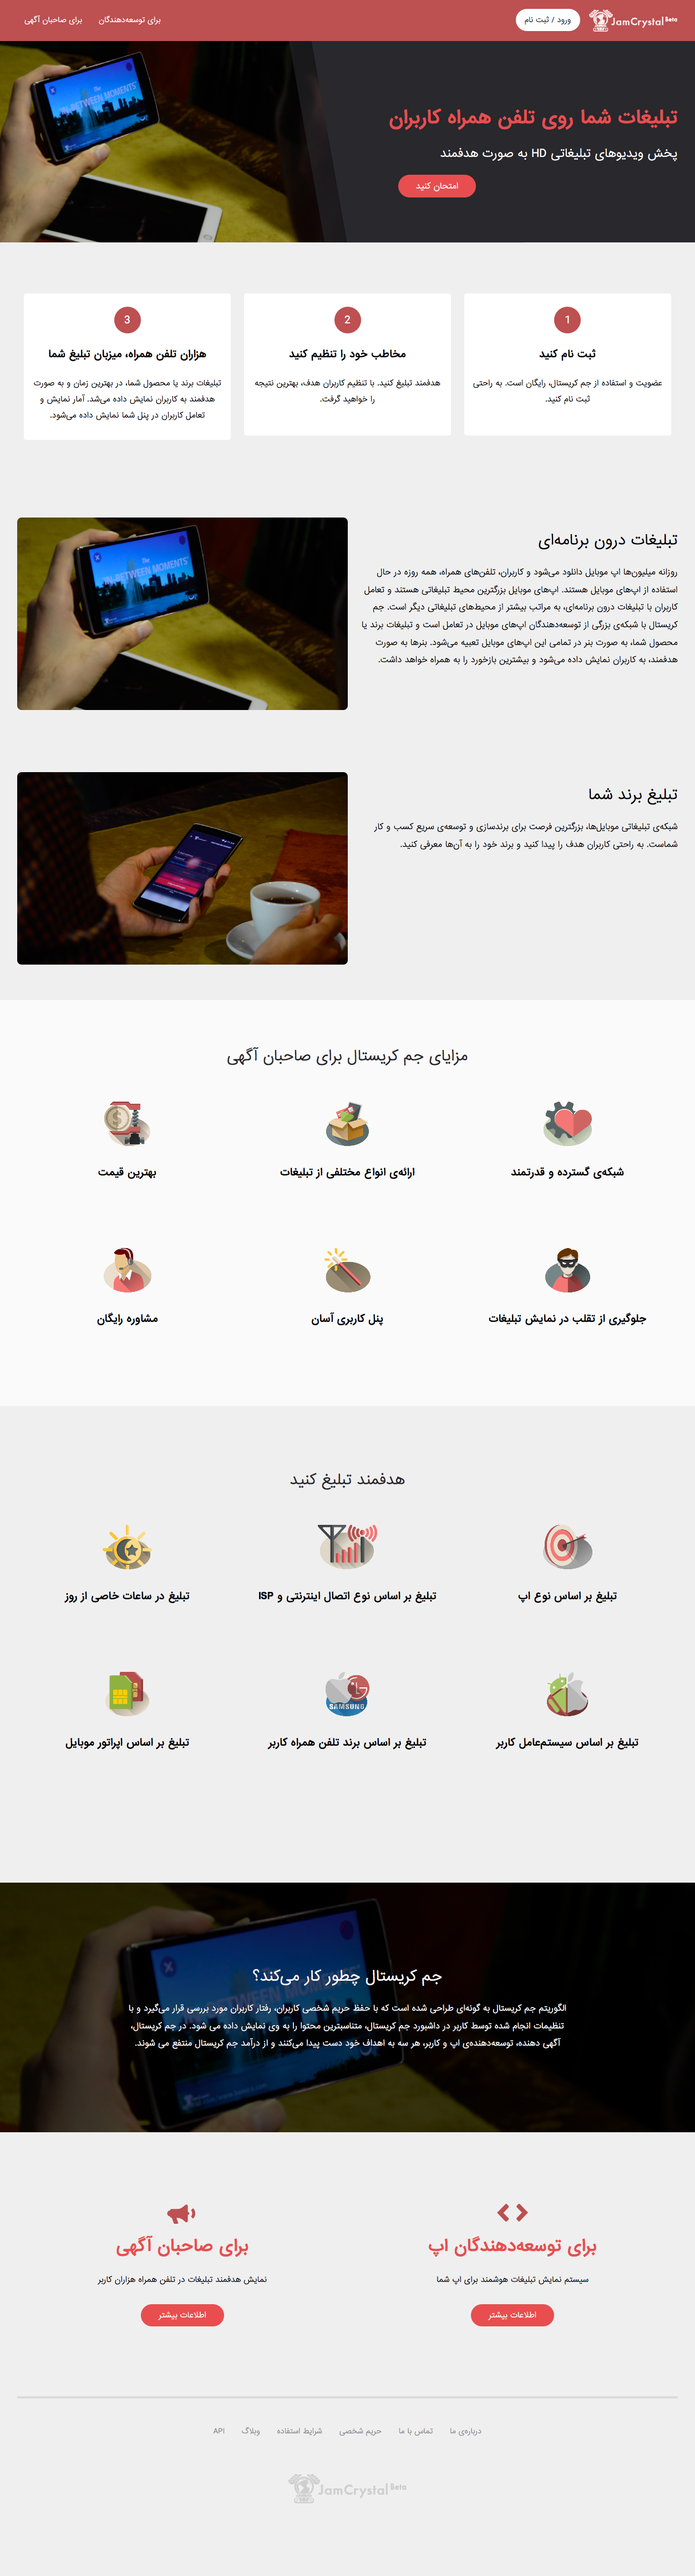 JamCrystal Beta
ورود / ثبت نام
برای توسعه‌دهندگان
برای صاحبان آگهی
تبلیغات شما روی تلفن همراه کاربران
پخش ویدیوهای تبلیغاتی HD به صورت هدفمند
امتحان کنید
1
ثبت نام کنید
عضویت و استفاده از جم کریستال، رایگان است. به راحتی
ثبت نام کنید.
2
مخاطب خود را تنظیم کنید
هدفمند تبلیغ کنید. با تنظیم کاربران هدف، بهترین نتیجه
را خواهید گرفت.
3
هزاران تلفن همراه، میزبان تبلیغ شما
تبلیغات برند یا محصول شما، در بهترین زمان و به صورت
هدفمند به کاربران نمایش داده می‌شد. آمار نمایش و
تعامل کاربران در پنل شما نمایش داده می‌شود.
تبلیغات درون برنامه‌ای
روزانه میلیون‌ها اپ موبایل دانلود می‌شود و کاربران، تلفن‌های همراه، همه روزه در حال
استفاده از اپ‌های موبایل هستند. اپ‌های موبایل بزرگترین محیط تبلیغاتی هستند و تعامل
کاربران با تبلیغات درون برنامه‌ای، به مراتب بیشتر از محیط‌های تبلیغاتی دیگر است. جم
کریستال با شبکه‌ی بزرگی از توسعه‌دهندگان اپ‌های موبایل در تعامل است و تبلیغات برند یا
محصول شما، به صورت بنر در تمامی این اپ‌های موبایل تعبیه می‌شود. بنرها به صورت
هدفمند، به کاربران نمایش داده می‌شود و بیشترین بازخورد را به همراه خواهد داشت.
The
IN-BETWEEN MOMENTS
تبلیغ برند شما
شبکه‌ی تبلیغاتی موبایل‌ها، بزرگترین فرصت برای برندسازی و توسعه‌ی سریع کسب و کار
شماست. به راحتی کاربران هدف را پیدا کنید و برند خود را به آن‌ها معرفی کنید.
مزایای جم کریستال برای صاحبان آگهی
شبکه‌ی گسترده و قدرتمند
ارائه‌ی انواع مختلفی از تبلیغات
بهترین قیمت
جلوگیری از تقلب در نمایش تبلیغات
پنل کاربری آسان
مشاوره رایگان
هدفمند تبلیغ کنید
تبلیغ بر اساس نوع اپ
تبلیغ بر اساس نوع اتصال اینترنتی و ISP
تبلیغ در ساعات خاصی از روز
SAMSUNG
تبلیغ بر اساس سیستم‌عامل کاربر
تبلیغ بر اساس برند تلفن همراه کاربر
تبلیغ بر اساس اپراتور موبایل
جم کریستال چطور کار می‌کند؟
الگوریتم جم کریستال به گونه‌ای طراحی شده است که با حفظ حریم شخصی کاربران، رفتار کاربران مورد بررسی قرار می‌گیرد و با
تنظیمات انجام شده توسط کاربر در داشبورد جم کریستال، متناسبترین محتوا را به وی نمایش داده می شود. در جم کریستال،
آگهی دهنده، توسعه‌دهنده‌ی اپ و کاربر، هر سه به اهداف خود دست پیدا می‌کنند و از درآمد جم کریستال منتفع می شوند.
برای توسعه‌دهندگان اپ
سیستم نمایش تبلیغات هوشمند برای اپ شما
اطلاعات بیشتر
برای صاحبان آگهی
نمایش هدفمند تبلیغات در تلفن همراه هزاران کاربر
اطلاعات بیشتر
درباره‌ی ما
تماس با ما
حریم شخصی
شرایط استفاده
وبلاگ
API
JamCrystal Beta